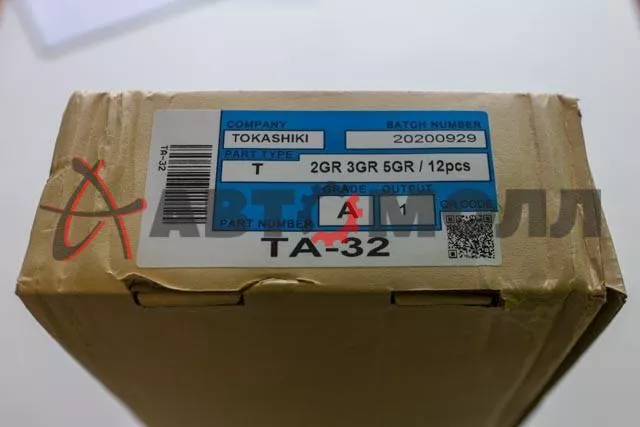 COMPANY
BATCH NUMBER
TOKASHIKI
20200929
PART TYPE
T
2GR 3GR 5GR / 12pcs
GRADE
OUTPUT
PART NUMBER
A
1
QR CODE
TA-32
TA-32
АВТОМОЛЛ